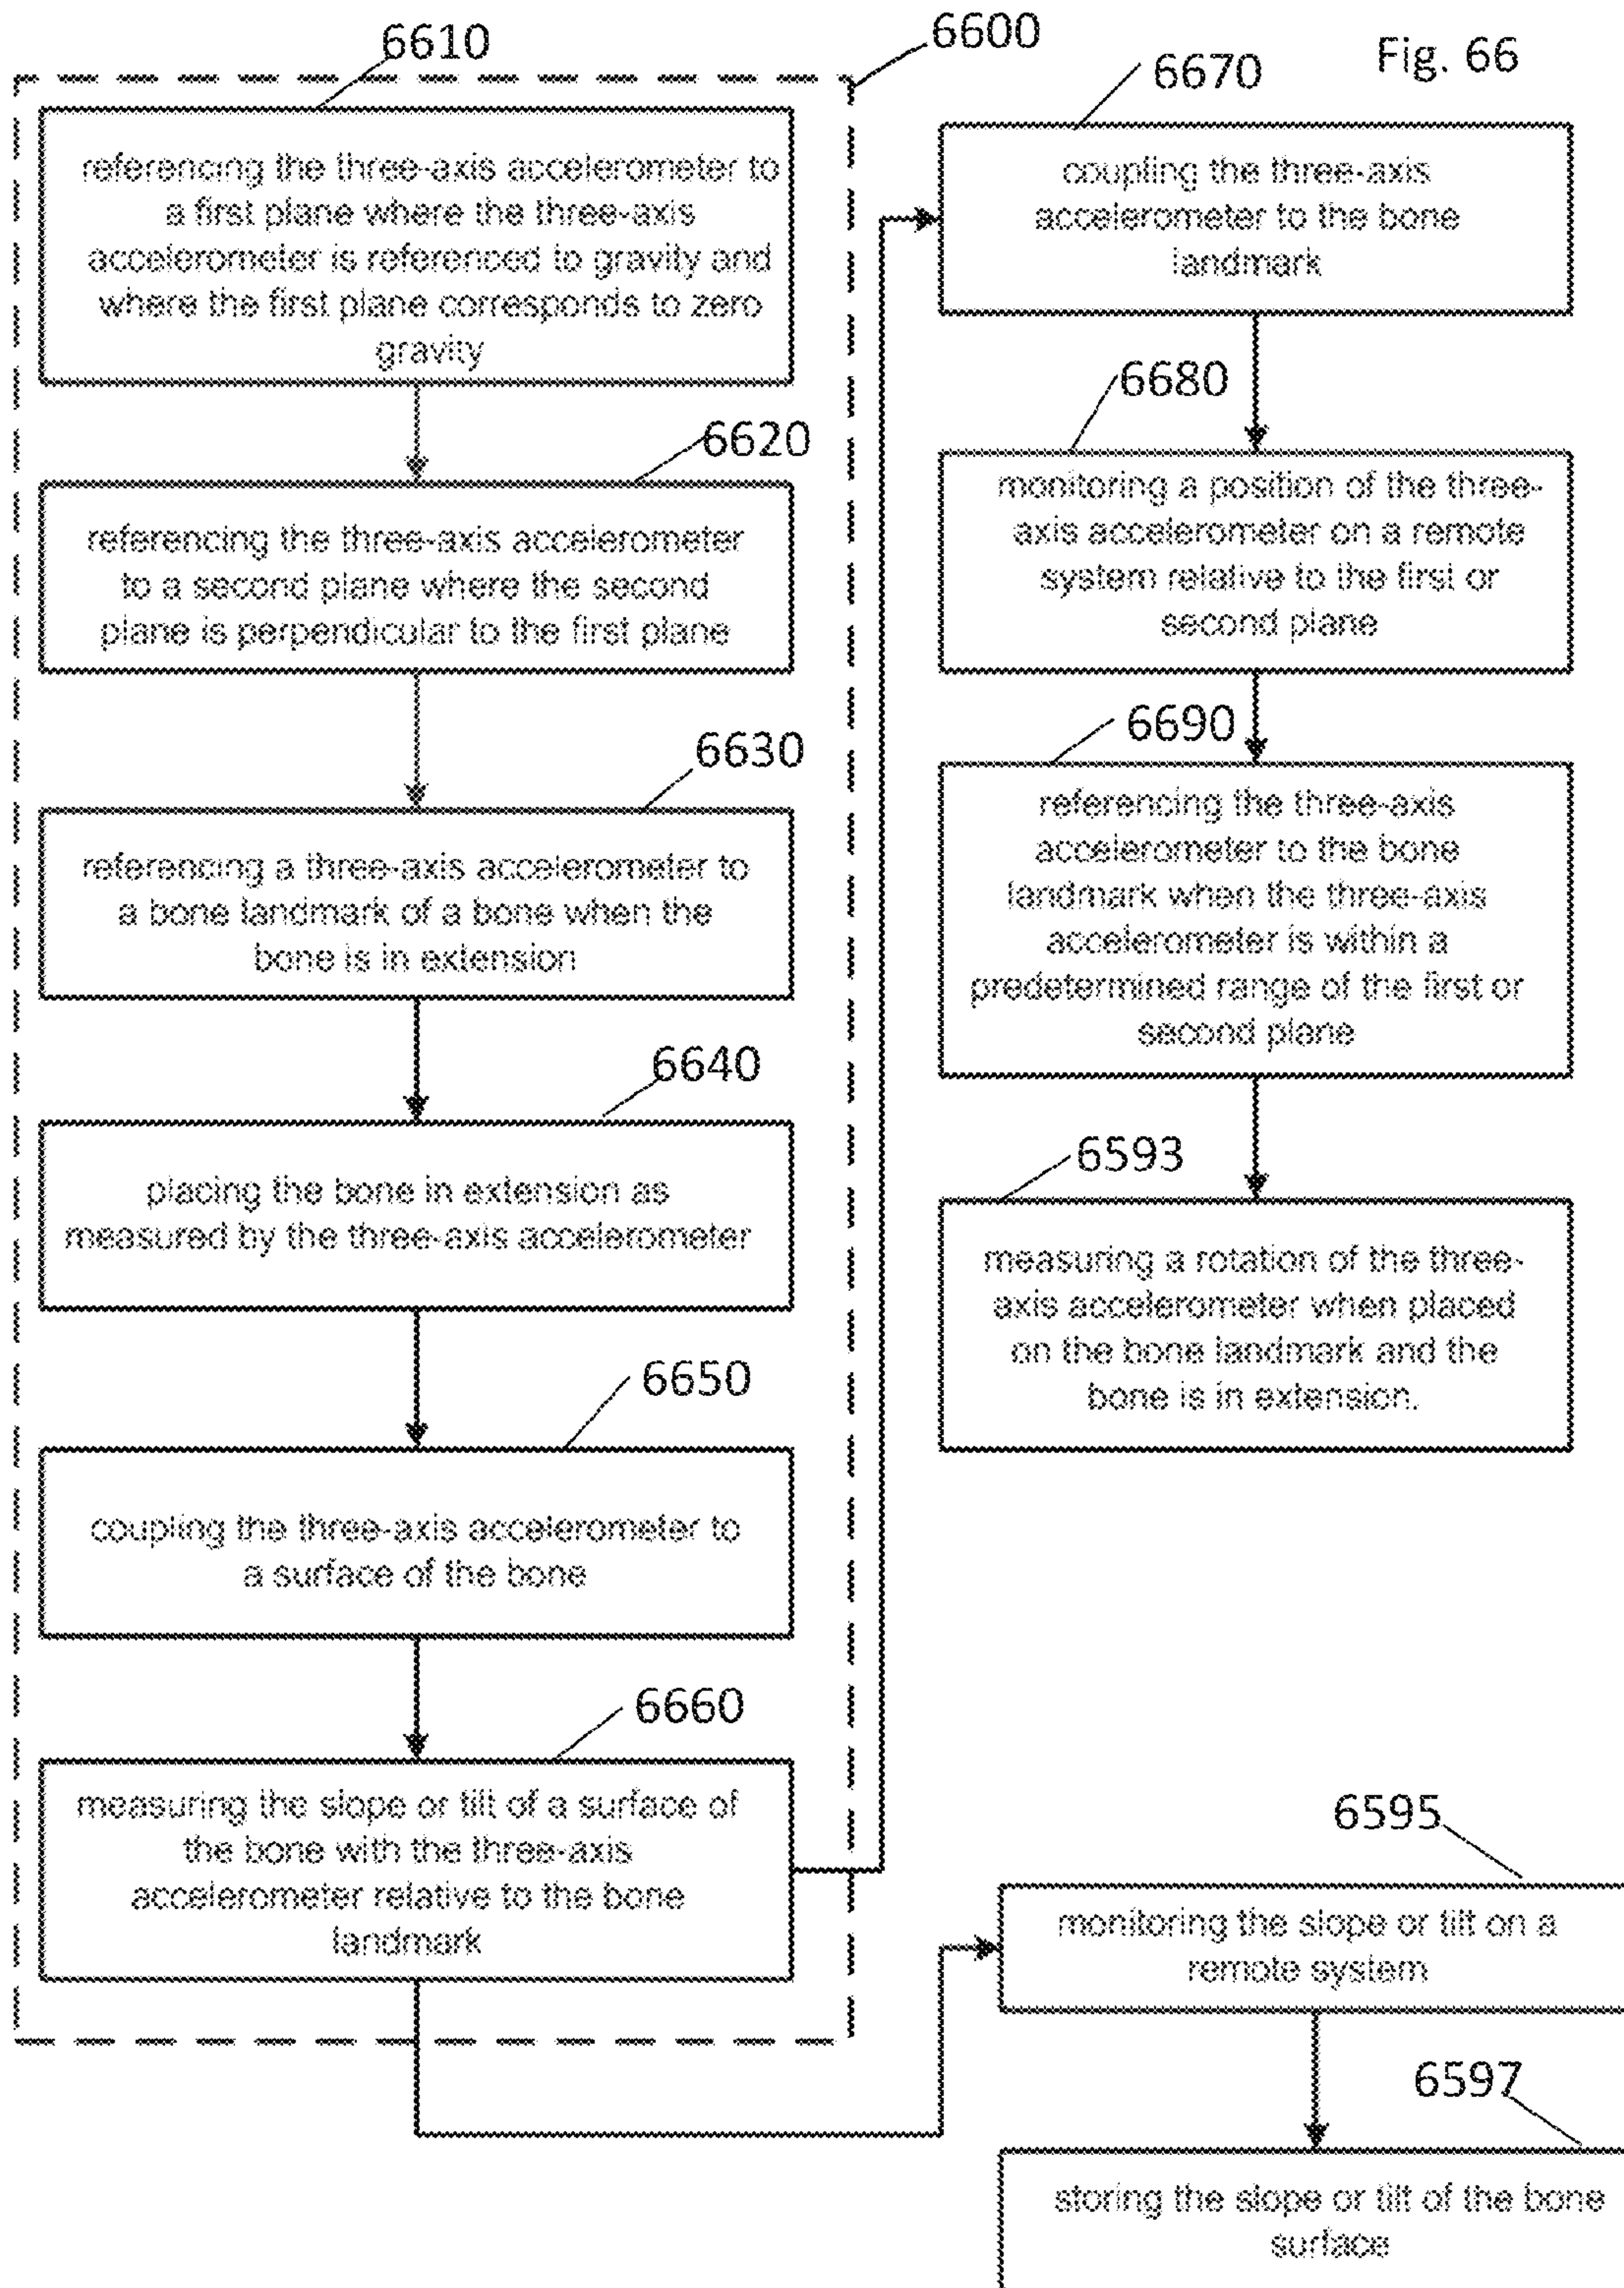 6610
6600
Fig. 66
referencing the three-axis accelerometer to
a first plane where the three-axis
accelerometer is referenced to gravity and
where the first plane corresponds to zero
gravity
6620
referencing the three-axis accelerometer
to a second plane where the second
plane is perpendicular to the first plane
6630
referencing a three-axis accelerometer to
a bone landmark of a bone when the
bone is in extension
6640
placing the bone in extension as
measured by the three-axis accelerometer
6650
coupling the three-axis accelerometer to
a surface of the bone
6660
measuring the slope or tilt of a surface of
the bone with the three-axis
accelerometer relative to the bone
landmark
6670
coupling the three-axis
accelerometer to the bone
landmark
6680
monitoring a position of the three-
axis accelerometer on a remote
system relative to the first or
second plane
6690
referencing the three-axis
accelerometer to the bone
landmark when the three-axis
accelerometer is within a
predetermined range of the first or
second plane
6593
measuring a rotation of the three-
axis accelerometer when placed
on the bone landmark and the
bone is in extension.
6595
monitoring the slope or tilt on a
remote system
6597
storing the slope or tilt of the bone
surface